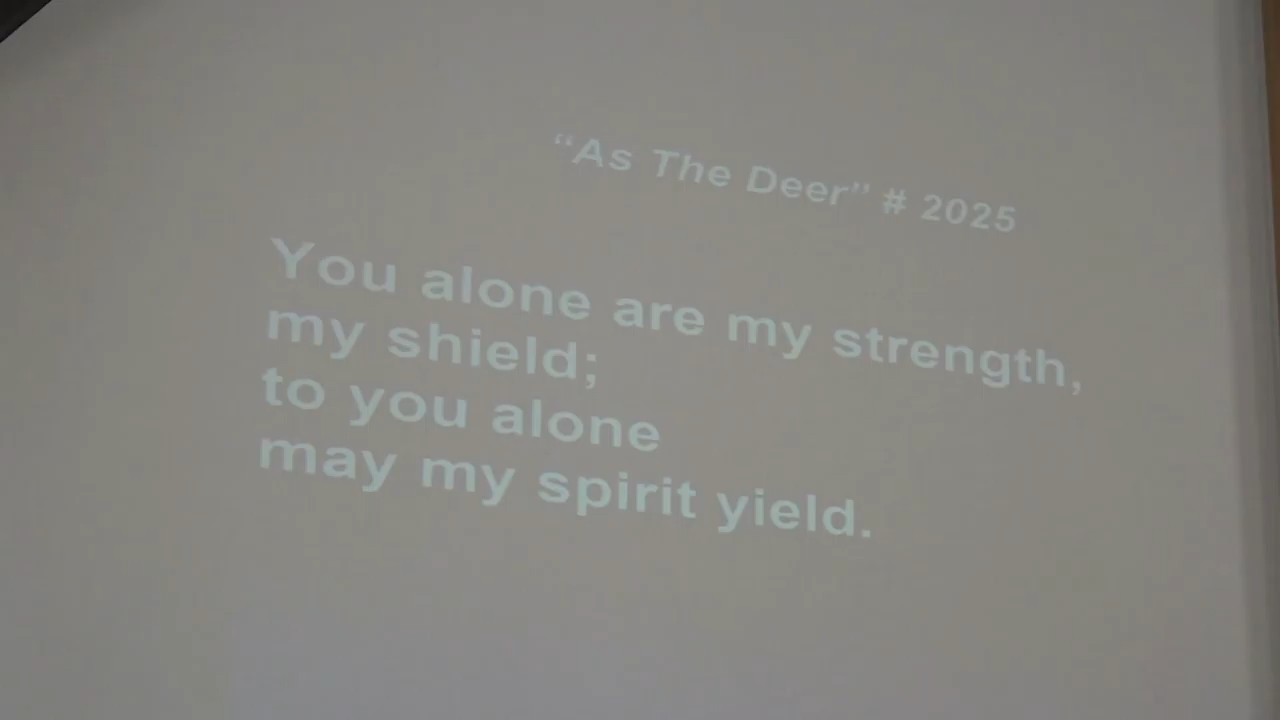 “As The Deer” # 2025
You alone are my strength,
my shield;
to you alone
may my spirit yield.